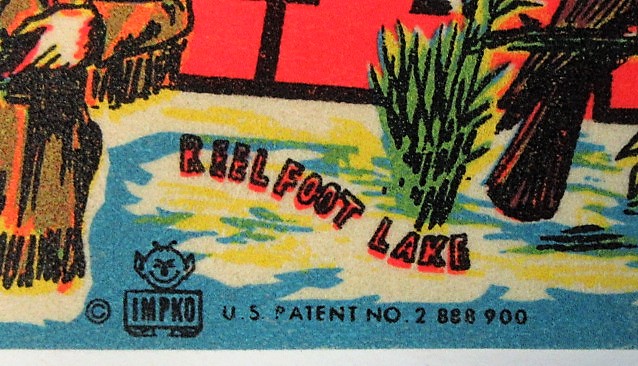 REELFOOT LAKE
© IMPKO U.S. PATENT NO. 2 888 900